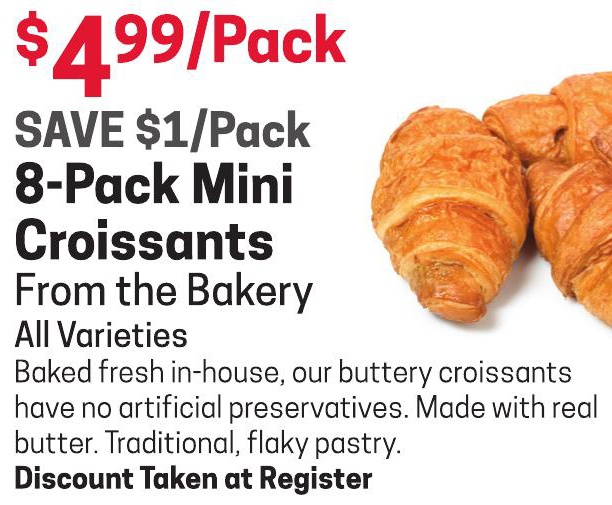 $4.99/Pack
SAVE $1/Pack
8-Pack Mini
Croissants
From the Bakery
All Varieties
Baked fresh in-house, our buttery croissants
have no artificial preservatives. Made with real
butter. Traditional, flaky pastry.
Discount Taken at Register